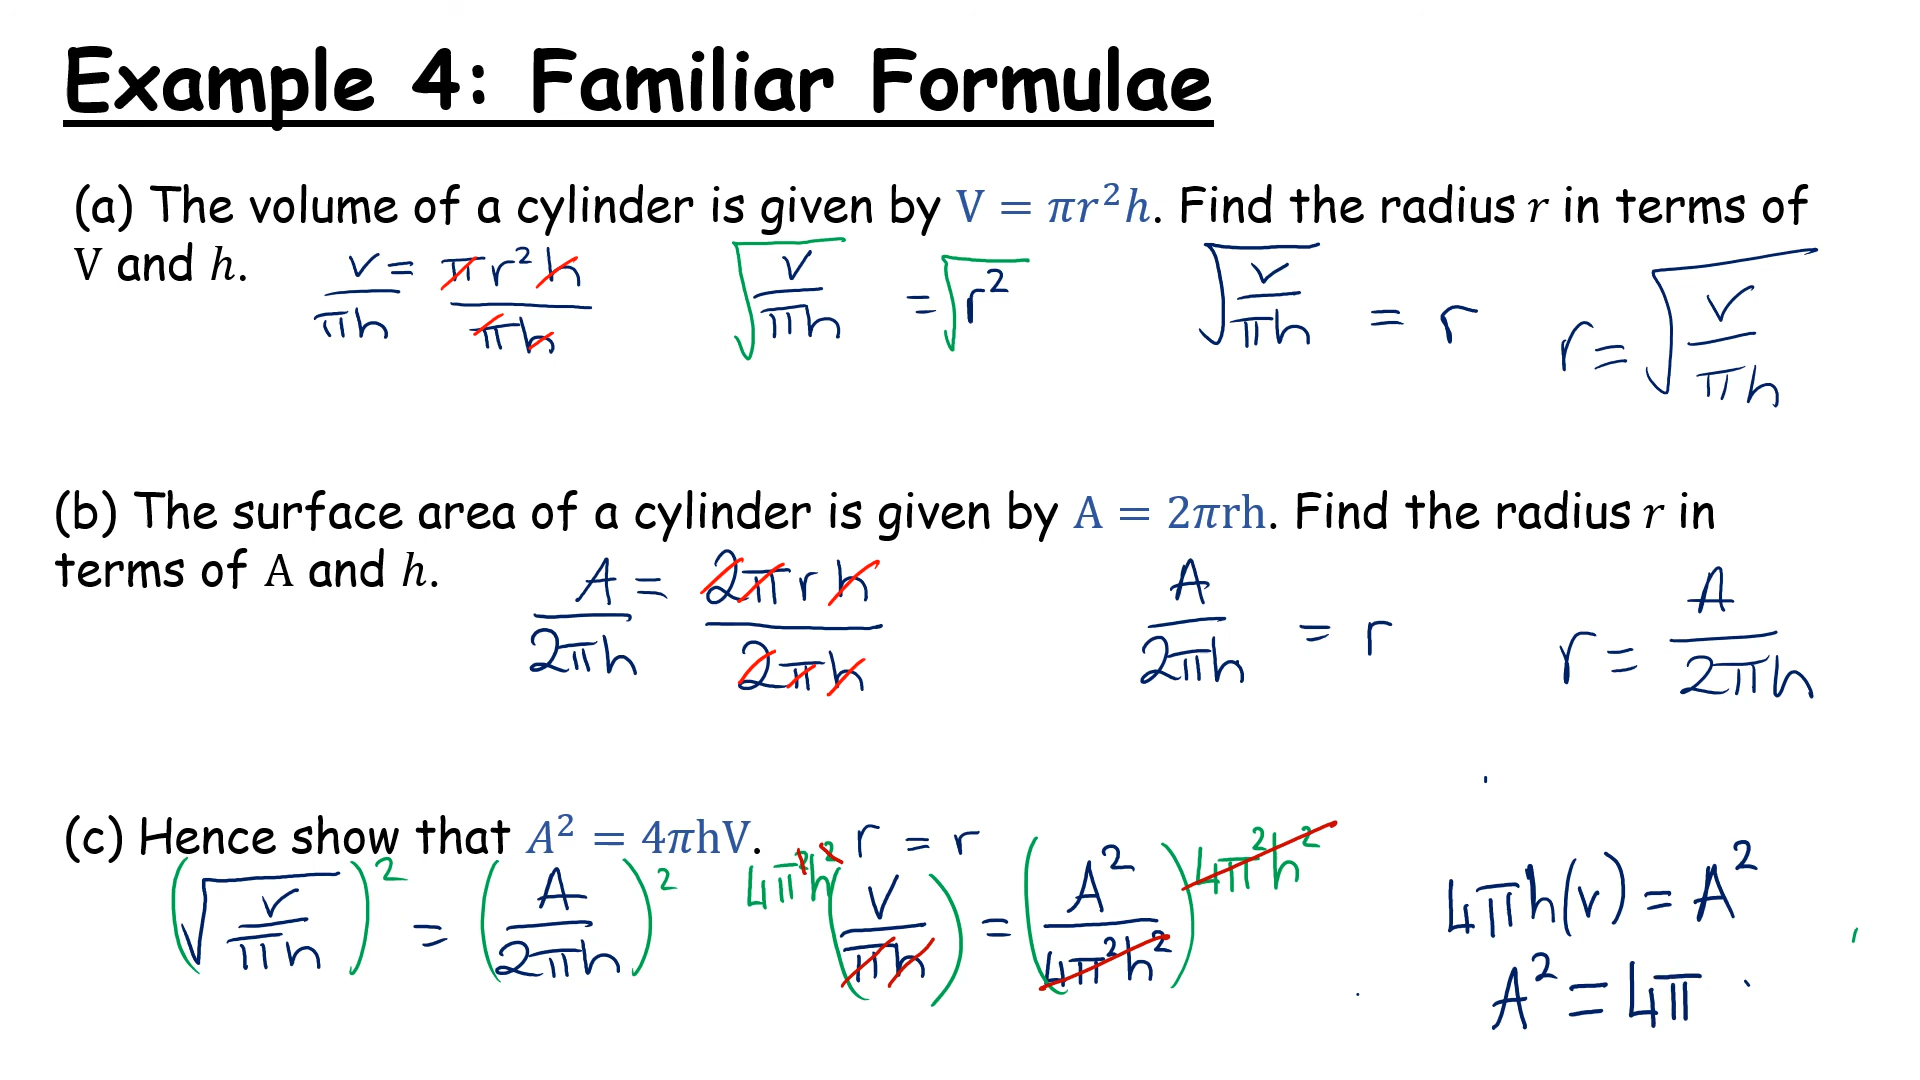 Example 4: Familiar Formulae
(a) The volume of a cylinder is given by V = πr²h. Find the radius r in terms of
V and h.
V/πh = πr²h/πh
√(V/πh) = √r²
√(V/πh) = r
r = √(V/πh)
(b) The surface area of a cylinder is given by A = 2πrh. Find the radius r in
terms of A and h.
A/2πh = 2πrh/2πh
A/2πh = r
r = A/2πh
(c) Hence show that A² = 4πhV.
r = r
(√(V/πh))² = (A/2πh)²
4π²h²(V/πh) = (A²/4π²h²)4π²h²
4πh(V) = A²
A² = 4π